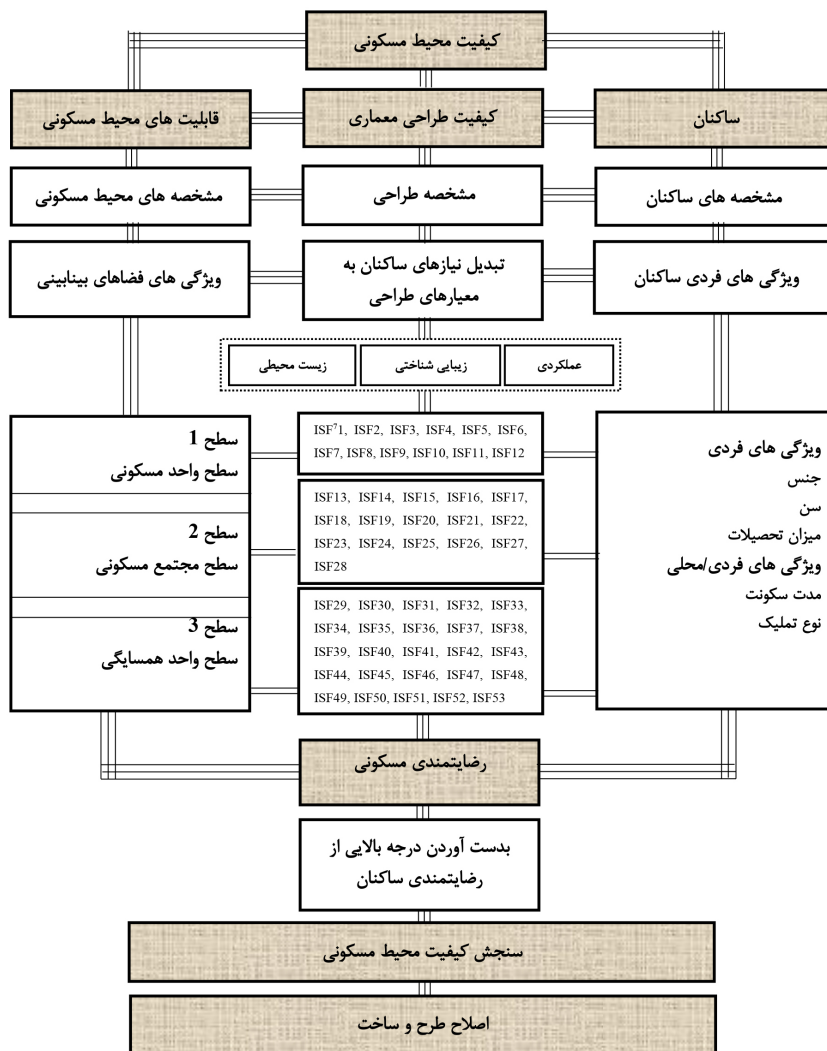 کیفیت محیط مسکونی
ساکنان
کیفیت طراحی معماری
قابلیت های محیط مسکونی
مشخصه های ساکنان
مشخصه طراحی
مشخصه های محیط مسکونی
ویژگی های فردی ساکنان
تبدیل نیازهای ساکنان به
معیارهای طراحی
ویژگی های فضاهای بینابینی
عملکردی
زیبایی شناختی
زیست محیطی
ویژگی های فردی
جنس
سن
میزان تحصیلات
ویژگی های فردی/محلی
مدت سکونت
نوع تملیک
ISF⁷1, ISF2, ISF3, ISF4, ISF5, ISF6,
ISF7, ISF8, ISF9, ISF10, ISF11, ISF12
ISF13, ISF14, ISF15, ISF16, ISF17,
ISF18, ISF19, ISF20, ISF21, ISF22,
ISF23, ISF24, ISF25, ISF26, ISF27,
ISF28
ISF29, ISF30, ISF31, ISF32, ISF33,
ISF34, ISF35, ISF36, ISF37, ISF38,
ISF39, ISF40, ISF41, ISF42, ISF43,
ISF44, ISF45, ISF46, ISF47, ISF48,
ISF49, ISF50, ISF51, ISF52, ISF53
سطح 1
سطح واحد مسکونی
سطح 2
سطح مجتمع مسکونی
سطح 3
سطح واحد همسایگی
رضایتمندی مسکونی
بدست آوردن درجه بالایی از
رضایتمندی ساکنان
سنجش کیفیت محیط مسکونی
اصلاح طرح و ساخت